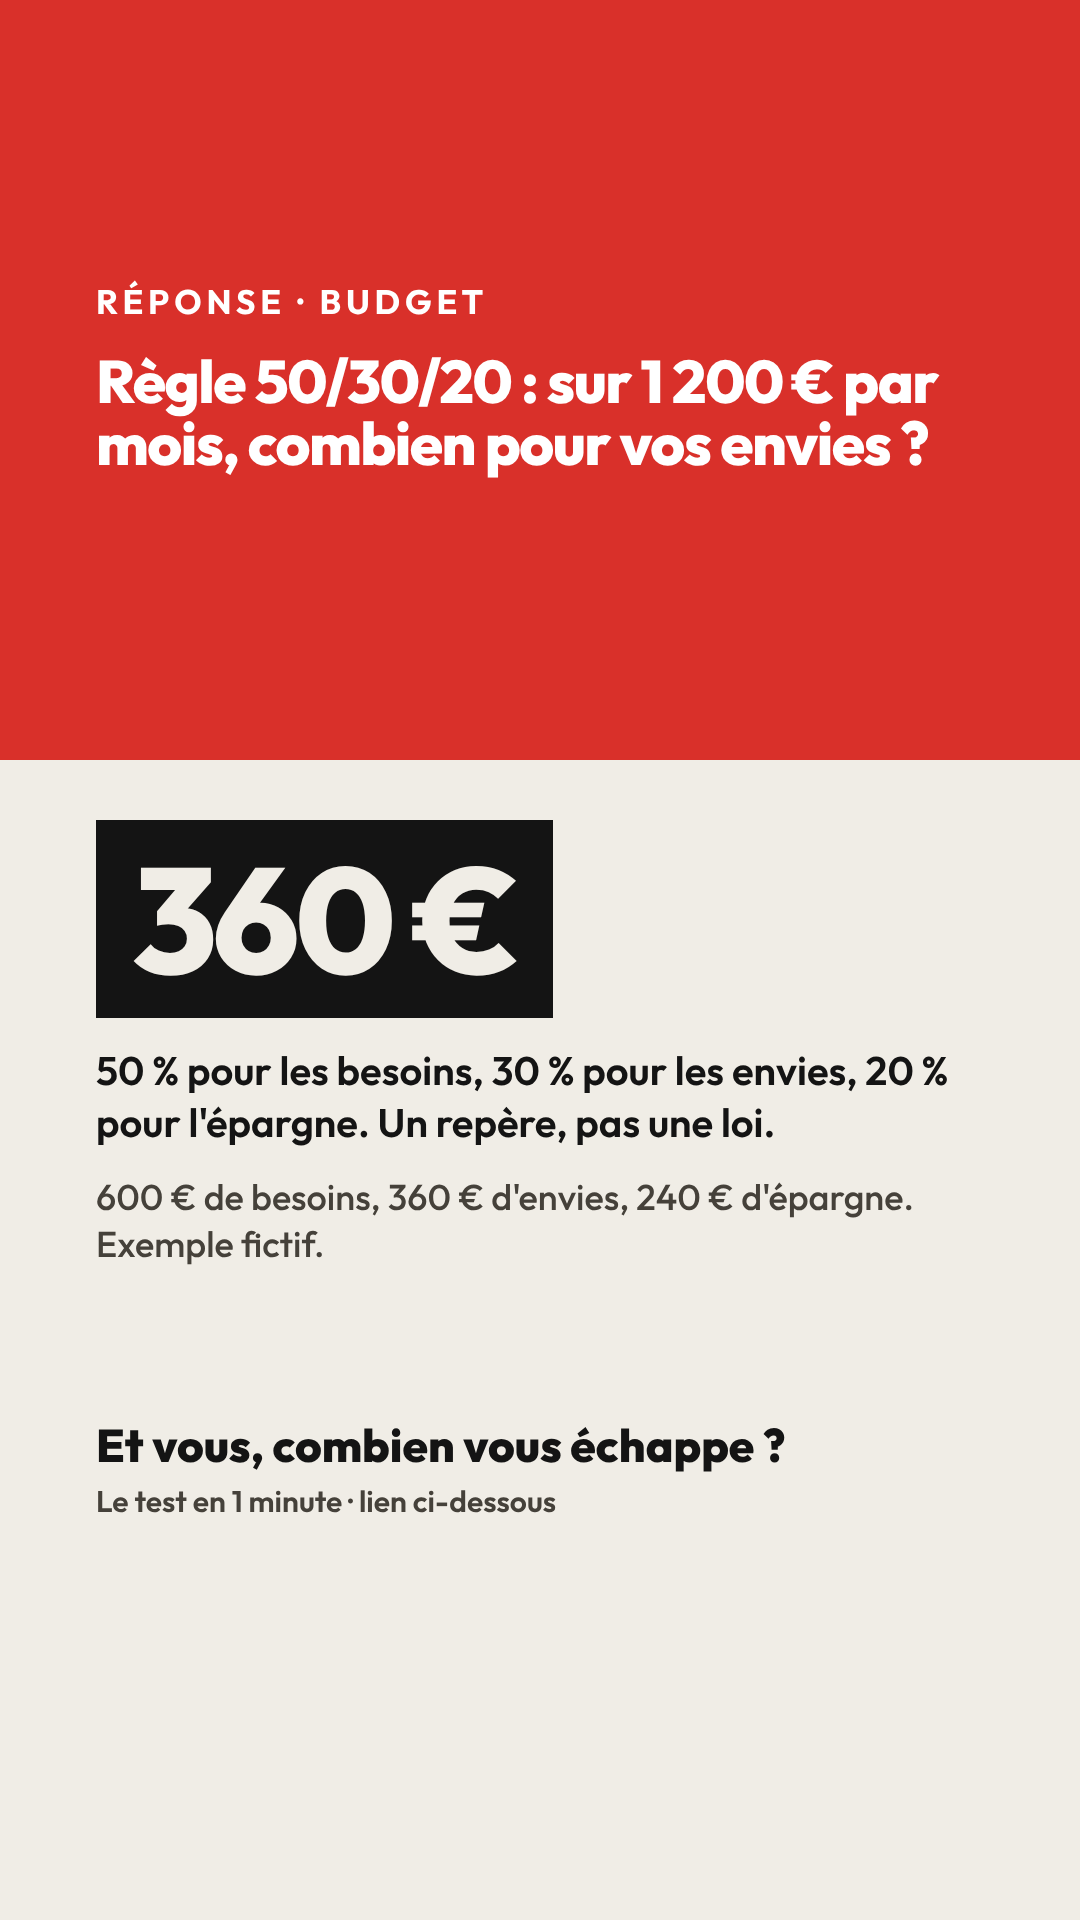 RÉPONSE · BUDGET
Règle 50/30/20 : sur 1 200 € par
mois, combien pour vos envies ?
360 €
50 % pour les besoins, 30 % pour les envies, 20 %
pour l'épargne. Un repère, pas une loi.
600 € de besoins, 360 € d'envies, 240 € d'épargne.
Exemple fictif.
Et vous, combien vous échappe ?
Le test en 1 minute · lien ci-dessous